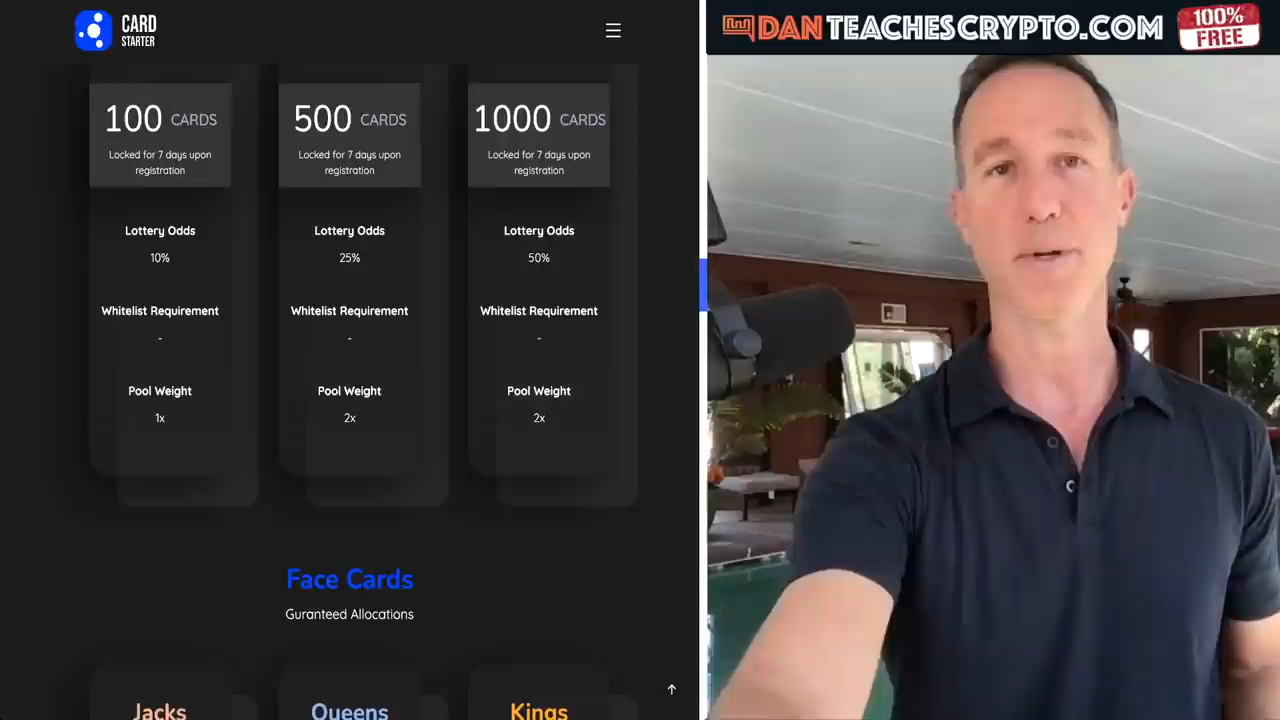 CARD
STARTER
100 CARDS
Locked for 7 days upon
registration
Lottery Odds
10%
Whitelist Requirement
-
Pool Weight
1x
500 CARDS
Locked for 7 days upon
registration
Lottery Odds
25%
Whitelist Requirement
-
Pool Weight
2x
1000 CARDS
Locked for 7 days upon
registration
Lottery Odds
50%
Whitelist Requirement
-
Pool Weight
2x
Face Cards
Guranteed Allocations
Jacks
Queens
Kings
DANTEACHESCRYPTO.COM
100%
FREE